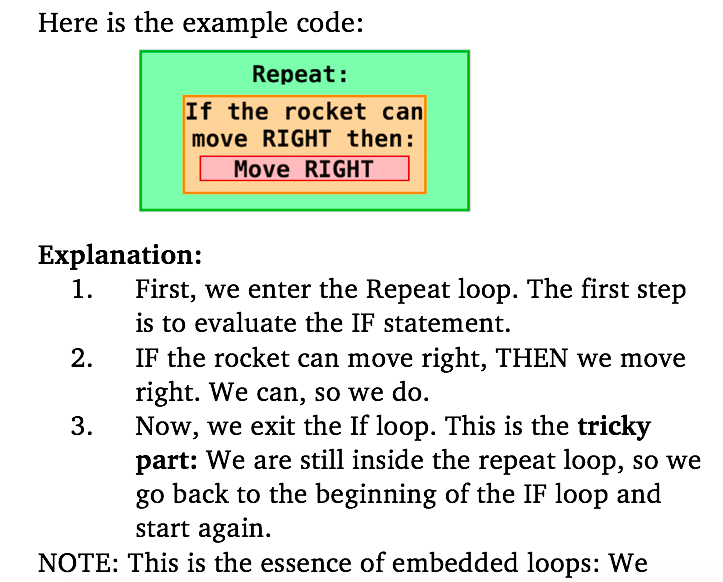 Here is the example code:
Repeat:
If the rocket can
move RIGHT then:
Move RIGHT
Explanation:
1. First, we enter the Repeat loop. The first step
is to evaluate the IF statement.
2. IF the rocket can move right, THEN we move
right. We can, so we do.
3. Now, we exit the If loop. This is the tricky
part: We are still inside the repeat loop, so we
go back to the beginning of the IF loop and
start again.
NOTE: This is the essence of embedded loops: We